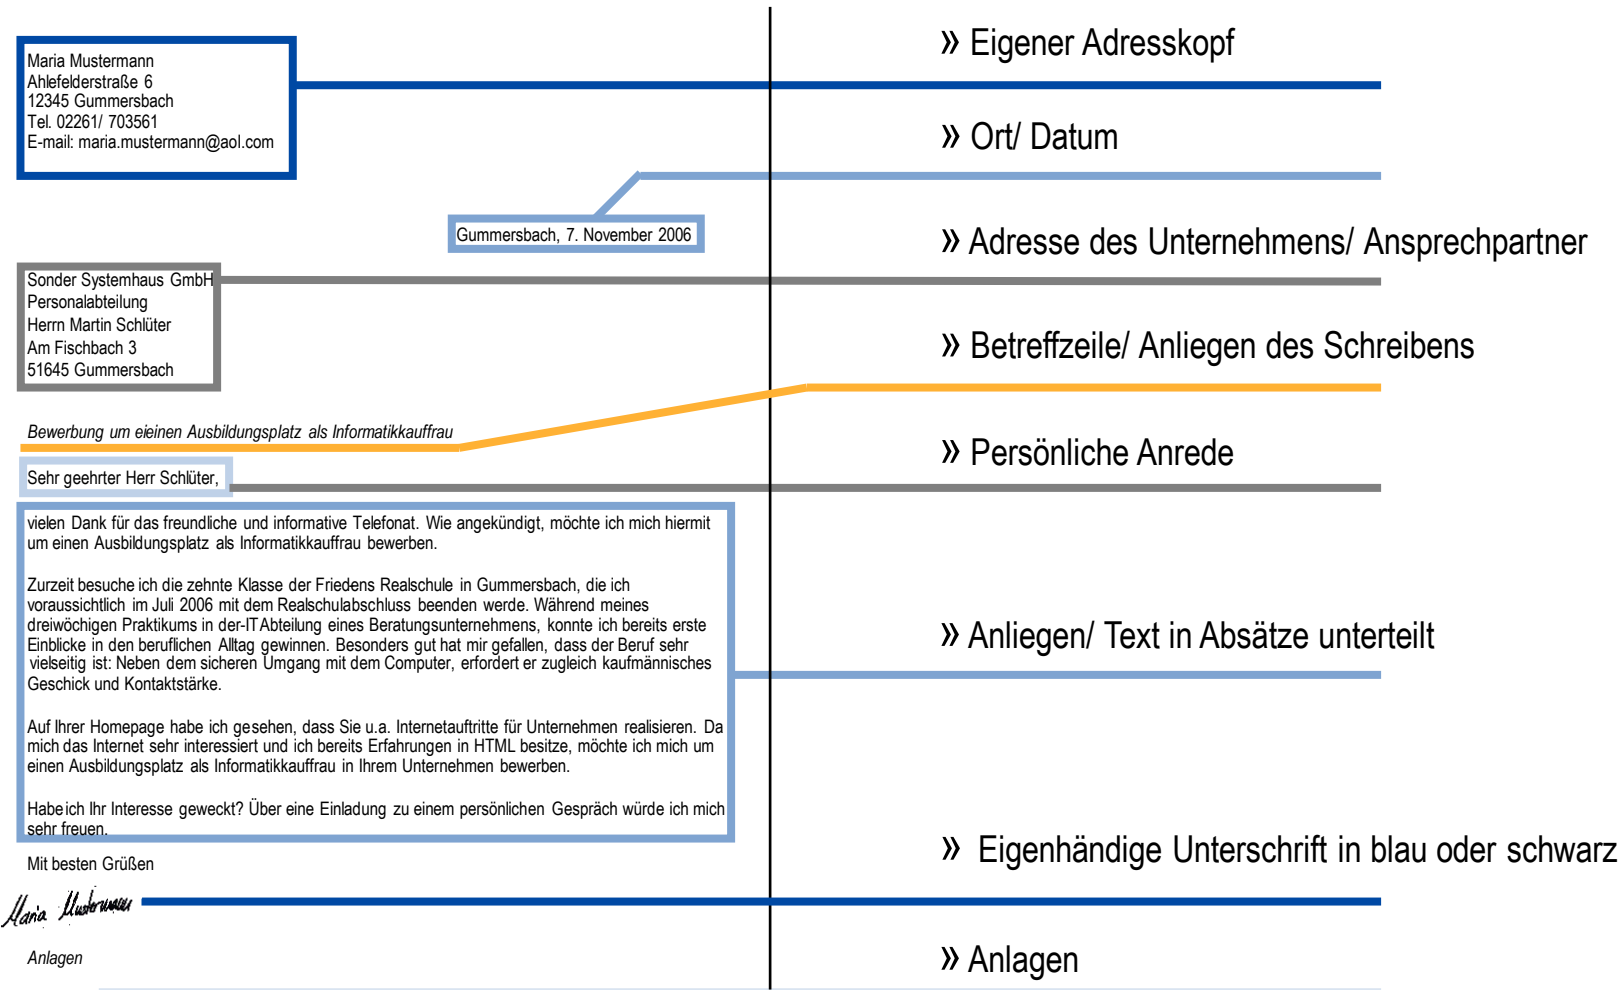 Maria Mustermann
Ahlefelderstraße 6
12345 Gummersbach
Tel. 02261/ 703561
E-mail: maria.mustermann@aol.com
» Eigener Adresskopf
» Ort/ Datum
Gummersbach, 7. November 2006
» Adresse des Unternehmens/ Ansprechpartner
Sonder Systemhaus GmbH
Personalabteilung
Herrn Martin Schlüter
Am Fischbach 3
51645 Gummersbach
» Betreffzeile/ Anliegen des Schreibens
Bewerbung um eieinen Ausbildungsplatz als Informatikkauffrau
» Persönliche Anrede
Sehr geehrter Herr Schlüter,
vielen Dank für das freundliche und informative Telefonat. Wie angekündigt, möchte ich mich hiermit
um einen Ausbildungsplatz als Informatikkauffrau bewerben.
Zurzeit besuche ich die zehnte Klasse der Friedens Realschule in Gummersbach, die ich
voraussichtlich im Juli 2006 mit dem Realschulabschluss beenden werde. Während meines
dreiwöchigen Praktikums in der-ITAbteilung eines Beratungsunternehmens, konnte ich bereits erste
Einblicke in den beruflichen Alltag gewinnen. Besonders gut hat mir gefallen, dass der Beruf sehr
vielseitig ist: Neben dem sicheren Umgang mit dem Computer, erfordert er zugleich kaufmännisches
Geschick und Kontaktstärke.
» Anliegen/ Text in Absätze unterteilt
Auf Ihrer Homepage habe ich gesehen, dass Sie u.a. Internetauftritte für Unternehmen realisieren. Da
mich das Internet sehr interessiert und ich bereits Erfahrungen in HTML besitze, möchte ich mich um
einen Ausbildungsplatz als Informatikkauffrau in Ihrem Unternehmen bewerben.
Habe ich Ihr Interesse geweckt? Über eine Einladung zu einem persönlichen Gespräch würde ich mich
sehr freuen.
Mit besten Grüßen
» Eigenhändige Unterschrift in blau oder schwarz
Maria Mustermann
Anlagen
» Anlagen